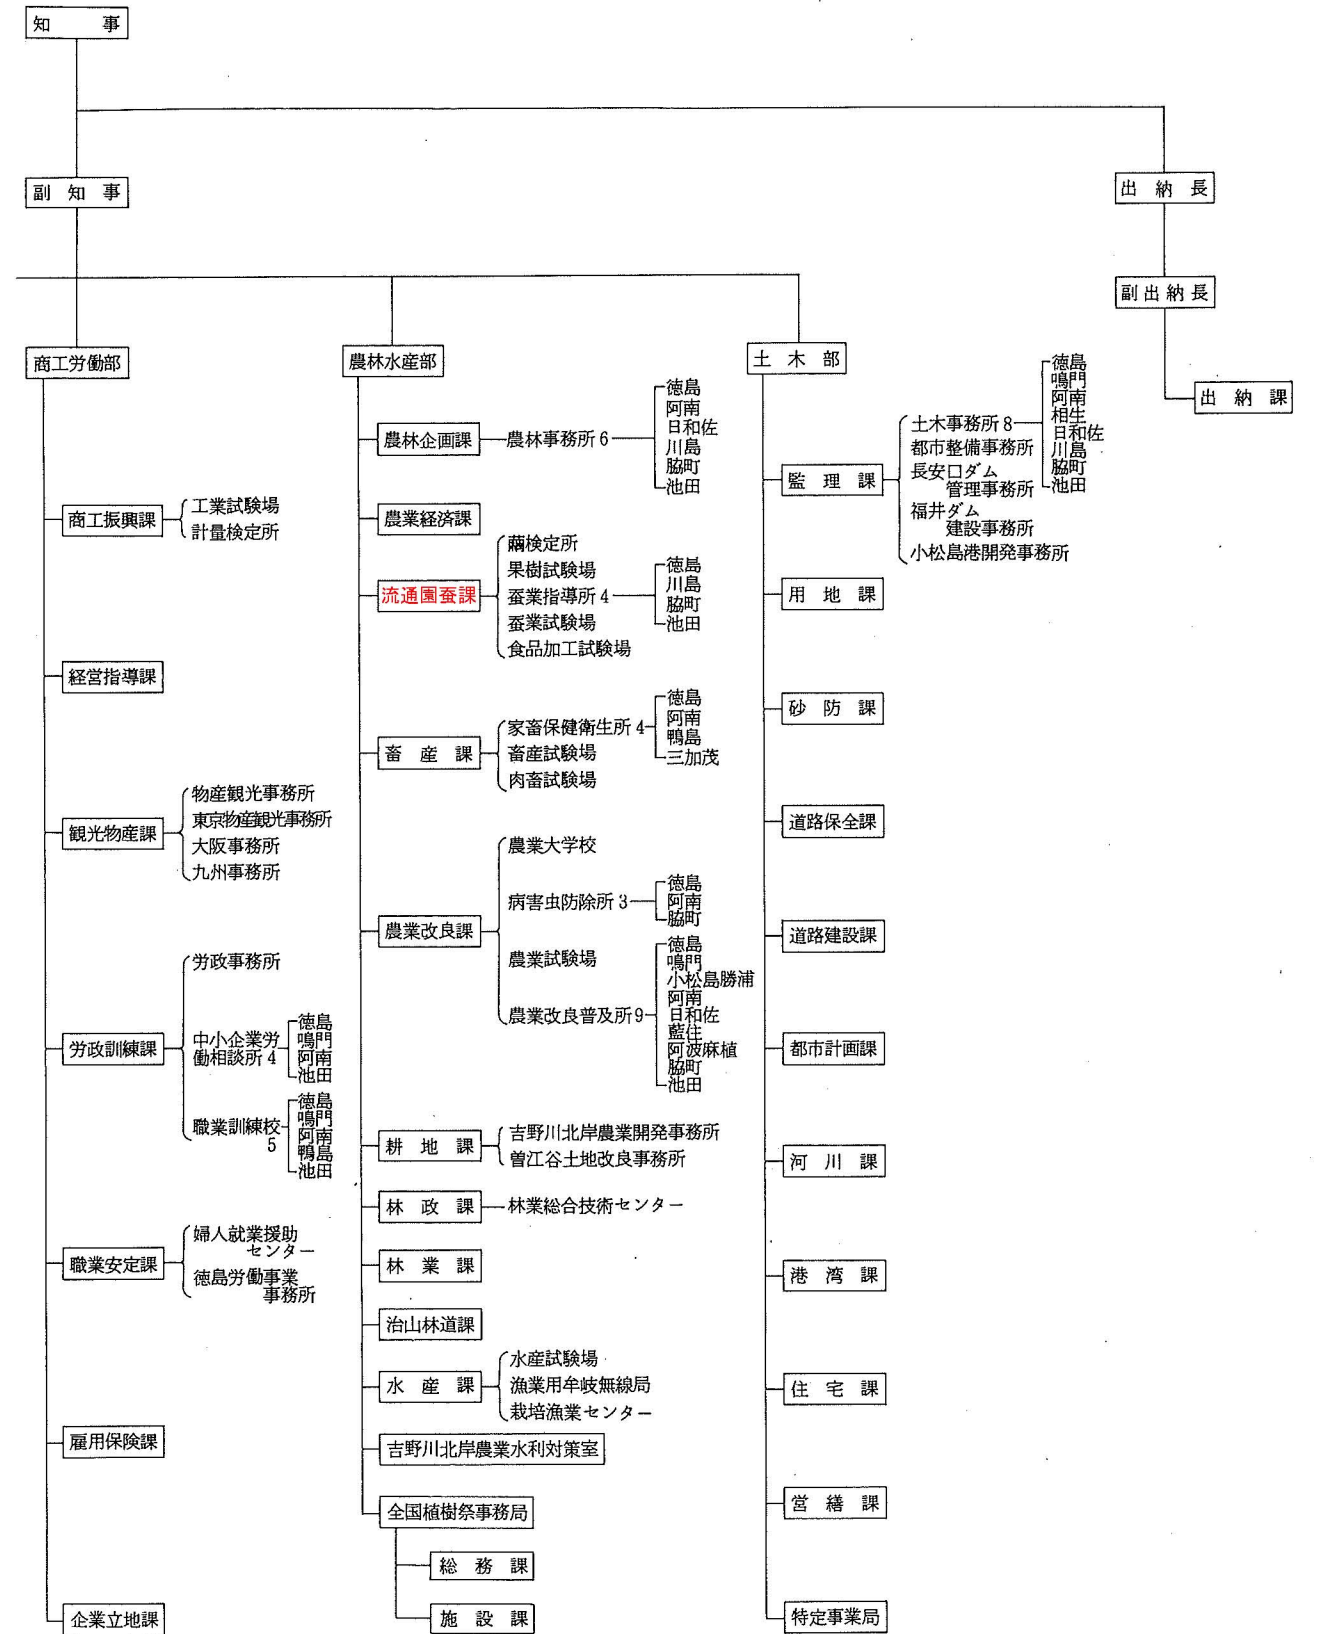 知事
副知事
出納長
副出納長
出納課
商工労働部
商工振興課
工業試験場
計量検定所
経営指導課
観光物産課
物産観光事務所
東京物産観光事務所
大阪事務所
九州事務所
労政訓練課
労政事務所
中小企業労
働相談所4
徳島
鳴門
阿南
池田
職業訓練校
5
徳島
鳴門
阿南
鴨島
池田
職業安定課
婦人就業援助
センター
徳島労働事業
事務所
雇用保険課
企業立地課
農林水産部
農林企画課
農林事務所6
徳島
阿南
日和佐
川島
脇町
池田
農業経済課
流通園蚕課
繭検定所
果樹試験場
蚕業指導所4
徳島
川島
脇町
池田
蚕業試験場
食品加工試験場
畜産課
家畜保健衛生所4
徳島
阿南
鴨島
三加茂
畜産試験場
肉畜試験場
農業改良課
農業大学校
病害虫防除所3
徳島
阿南
脇町
農業試験場
農業改良普及所9
徳島
鳴門
小松島勝浦
阿南
日和佐
藍住
阿波麻植
脇町
池田
耕地課
吉野川北岸農業開発事務所
曽江谷土地改良事務所
林政課
林業総合技術センター
林業課
治山林道課
水産課
水産試験場
漁業用牟岐無線局
栽培漁業センター
吉野川北岸農業水利対策室
全国植樹祭事務局
総務課
施設課
土木部
監理課
土木事務所8
徳島
鳴門
阿南
相生
日和佐
川島
脇町
池田
都市整備事務所
長安口ダム
管理事務所
福井ダム
建設事務所
小松島港開発事務所
用地課
砂防課
道路保全課
道路建設課
都市計画課
河川課
港湾課
住宅課
営繕課
特定事業局